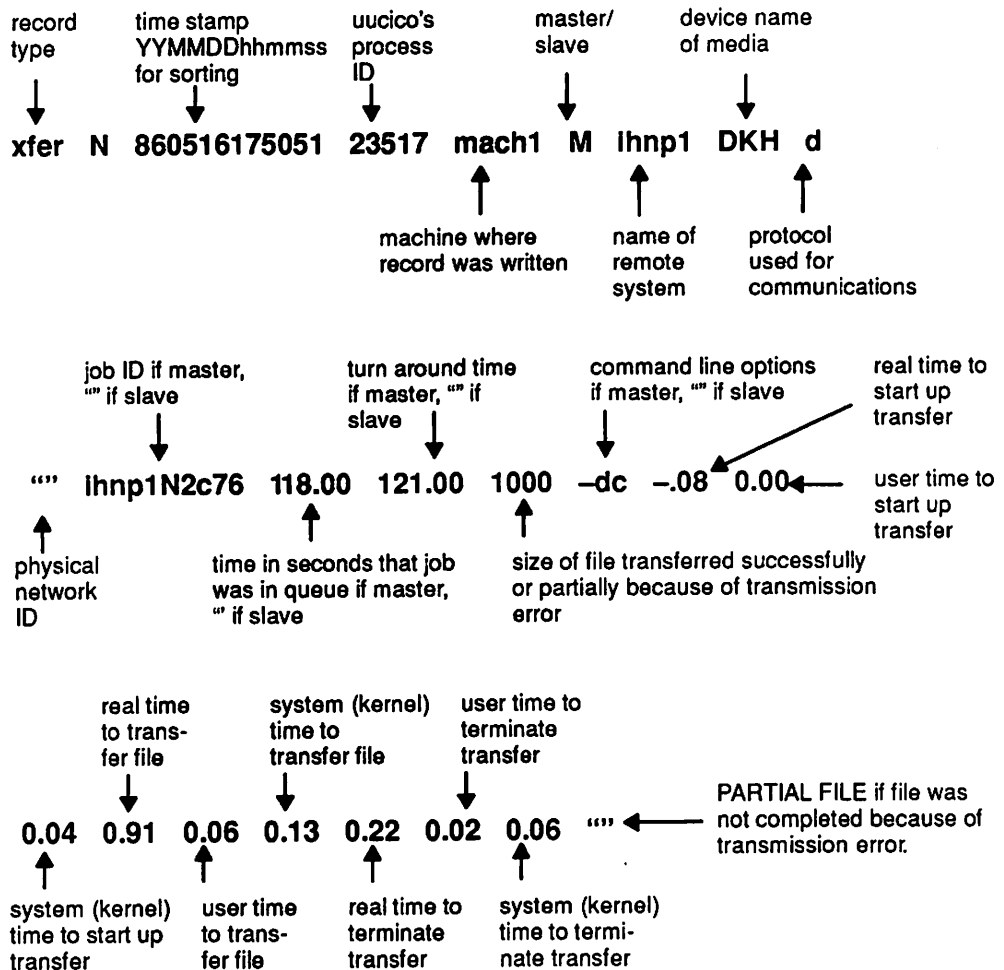 record
type
time stamp
YYMMDDhhmmss
for sorting
uucico's
process
ID
master/
slave
device name
of media
xfer N 860516175051 23517 mach1 M ihnp1 DKH d
machine where
record was written
name of
remote
system
protocol
used for
communications
job ID if master,
“” if slave
turn around time
if master, “” if
slave
command line options
if master, “” if slave
real time to
start up
transfer
“” ihnp1N2c76 118.00 121.00 1000 –dc –.08 0.00
user time to
start up
transfer
physical
network
ID
time in seconds that job
was in queue if master,
“' if slave
size of file transferred successfully
or partially because of transmission
error
real time
to trans-
fer file
system (kernel)
time to
transfer file
user time to
terminate
transfer
0.04 0.91 0.06 0.13 0.22 0.02 0.06 “”
PARTIAL FILE if file was
not completed because of
transmission error.
system (kernel)
time to start up
transfer
user time
to trans-
fer file
real time to
terminate
transfer
system (kernel)
time to termi-
nate transfer